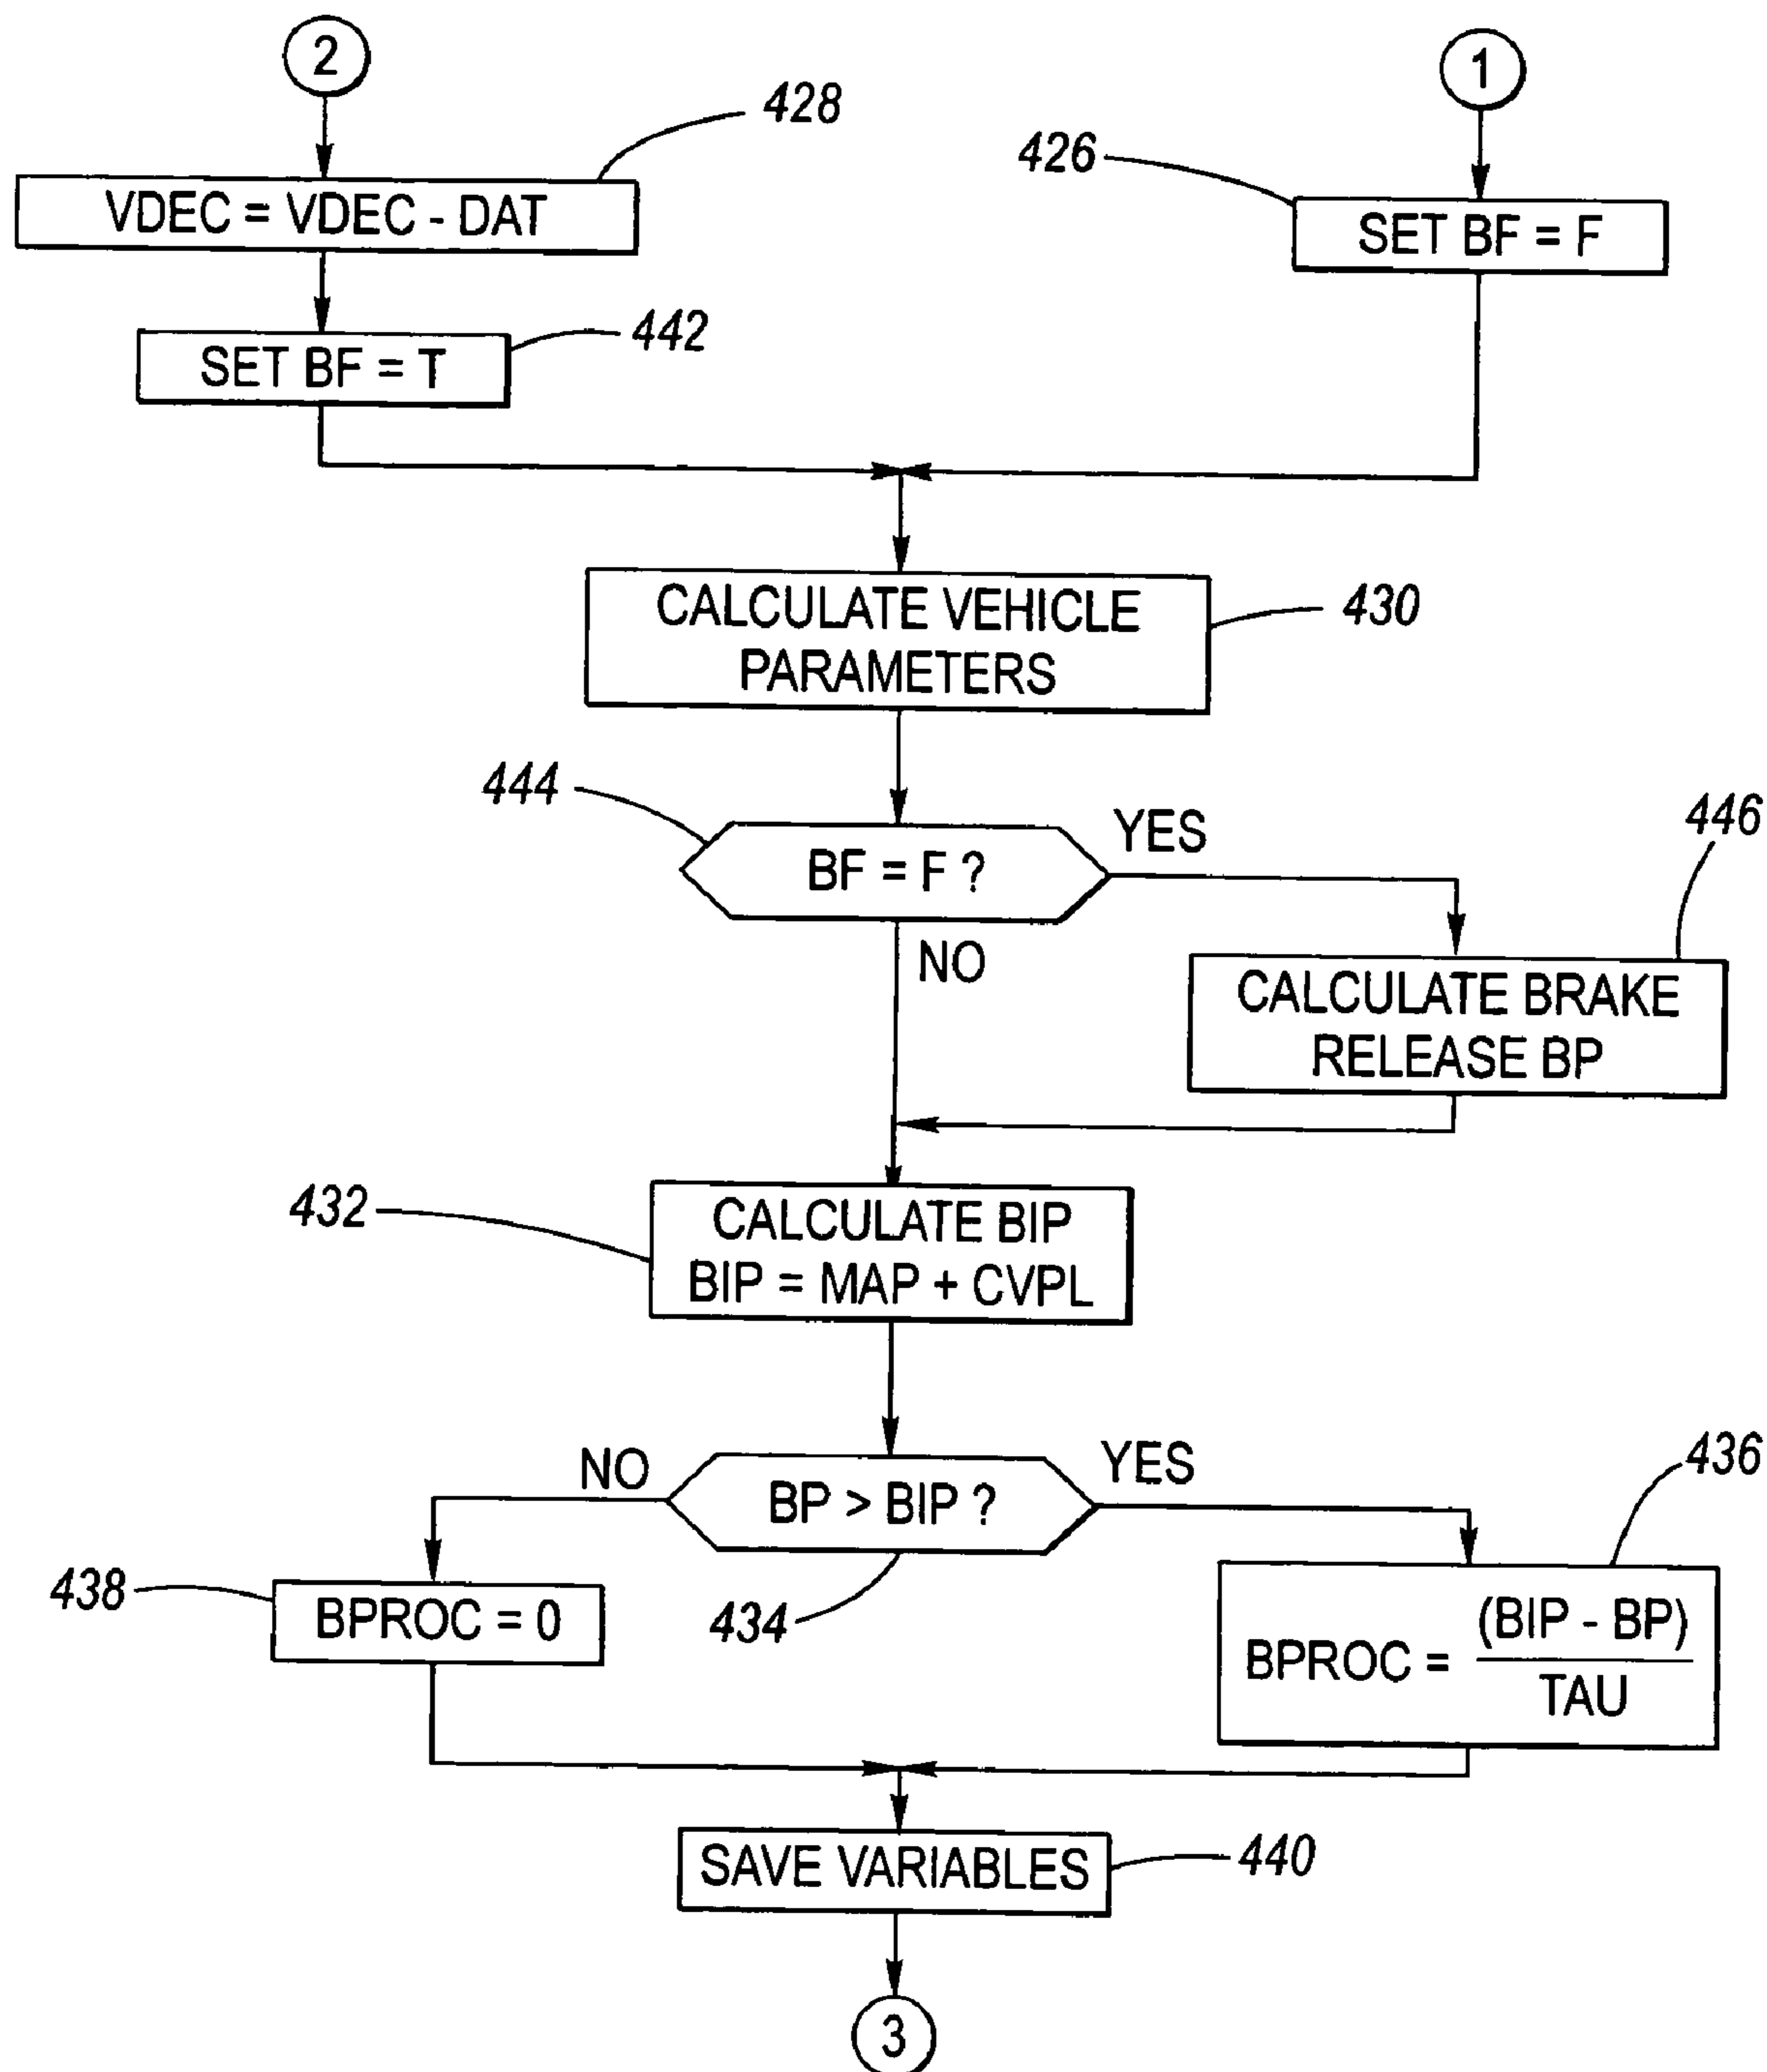 2
1
428
426
VDEC = VDEC - DAT
SET BF = F
442
SET BF = T
CALCULATE VEHICLE
PARAMETERS
430
444
BF = F ?
YES
446
NO
CALCULATE BRAKE
RELEASE BP
432
CALCULATE BIP
BIP = MAP + CVPL
NO
BP > BIP ?
YES
436
438
BPROC = 0
434
BPROC = (BIP - BP)
TAU
SAVE VARIABLES
440
3